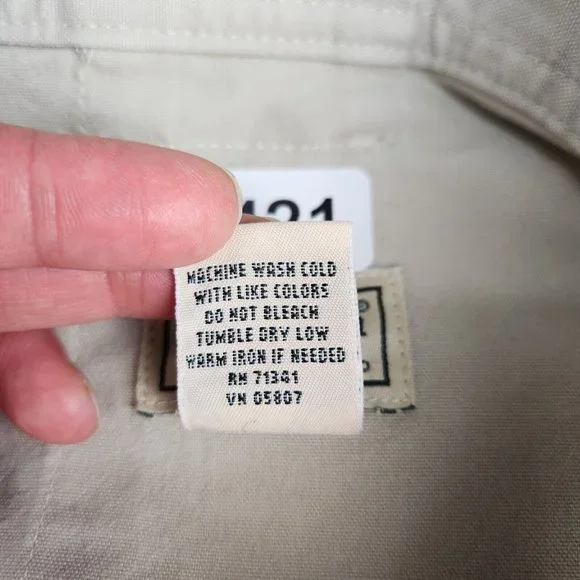 421
MACHINE WASH COLD
WITH LIKE COLORS
DO NOT BLEACH
TUMBLE DRY LOW
WARM IRON IF NEEDED
RN 71341
VN 05807